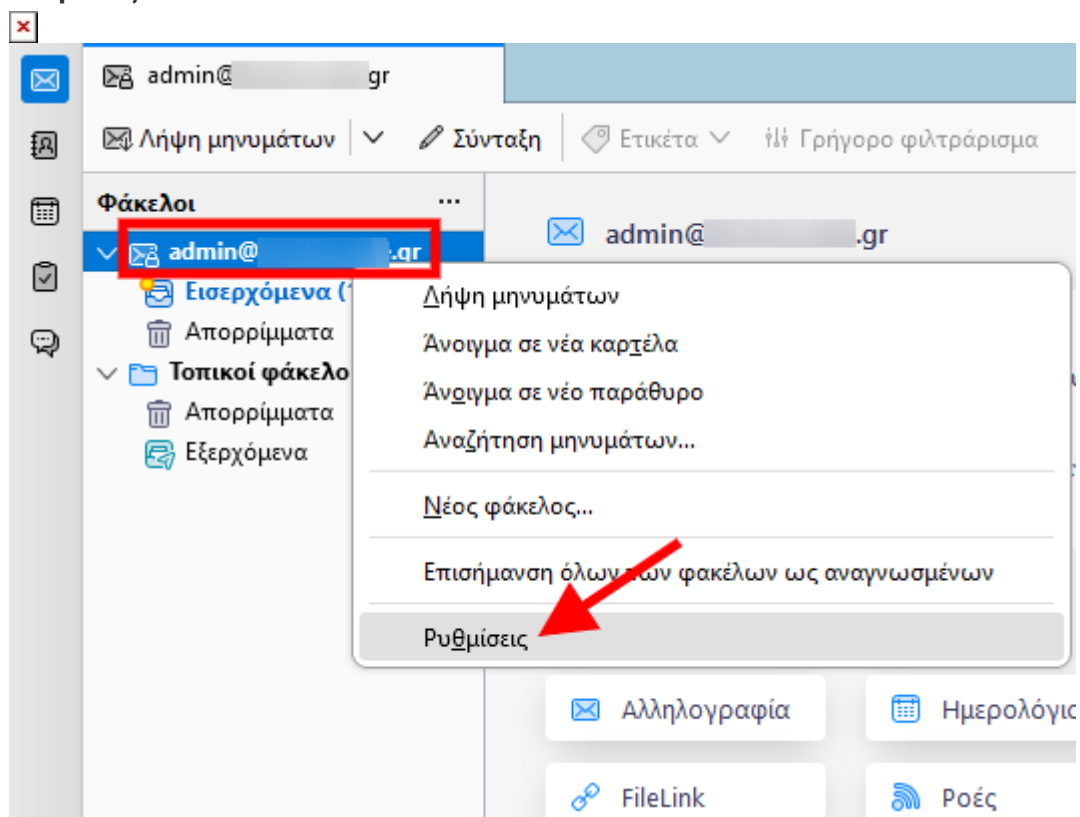 admin@ gr
Λήψη μηνυμάτων Σύνταξη Ετικέτα Γρήγορο φιλτράρισμα
Φάκελοι ...
admin@ .gr
admin@ .gr
Εισερχόμενα (
Απορρίμματα
Τοπικοί φάκελο
Απορρίμματα
Εξερχόμενα
Λήψη μηνυμάτων
Άνοιγμα σε νέα καρτέλα
Άνοιγμα σε νέο παράθυρο
Αναζήτηση μηνυμάτων...
Νέος φάκελος...
Επισήμανση όλων των φακέλων ως αναγνωσμένων
Ρυθμίσεις
Αλληλογραφία Ημερολόγιο
FileLink Ροές